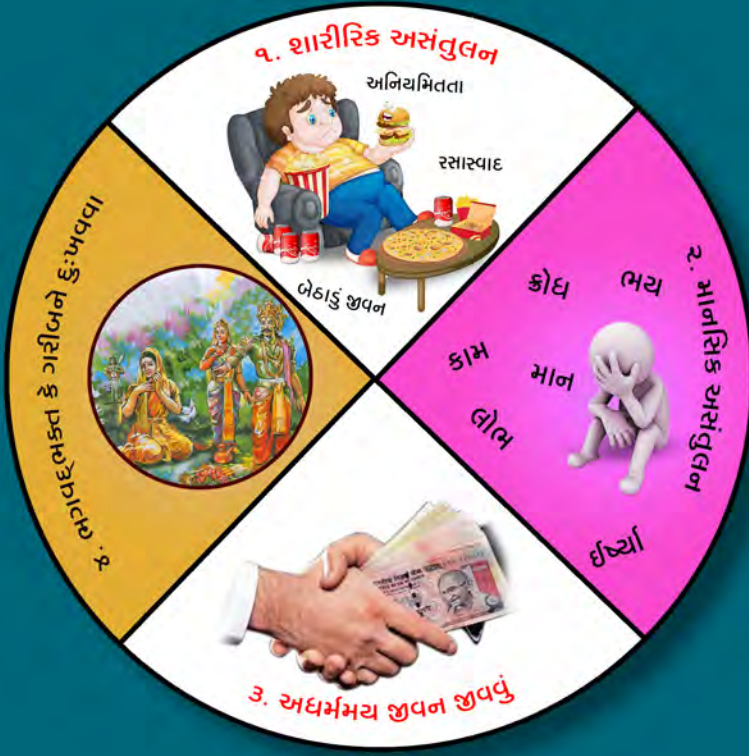 ૧. શારીરિક અસંતુલન
અનિયમિતતા
રસાસ્વાદ
બેઠાડું જીવન
૨. માનસિક અસંતુલન
ક્રોધ
ભય
કામ
માન
લોભ
ઈર્ષ્યા
૩. અધર્મમય જીવન જીવવું
૪. ભગવદ્ભક્ત કે ગરીબને દુઃખવવા